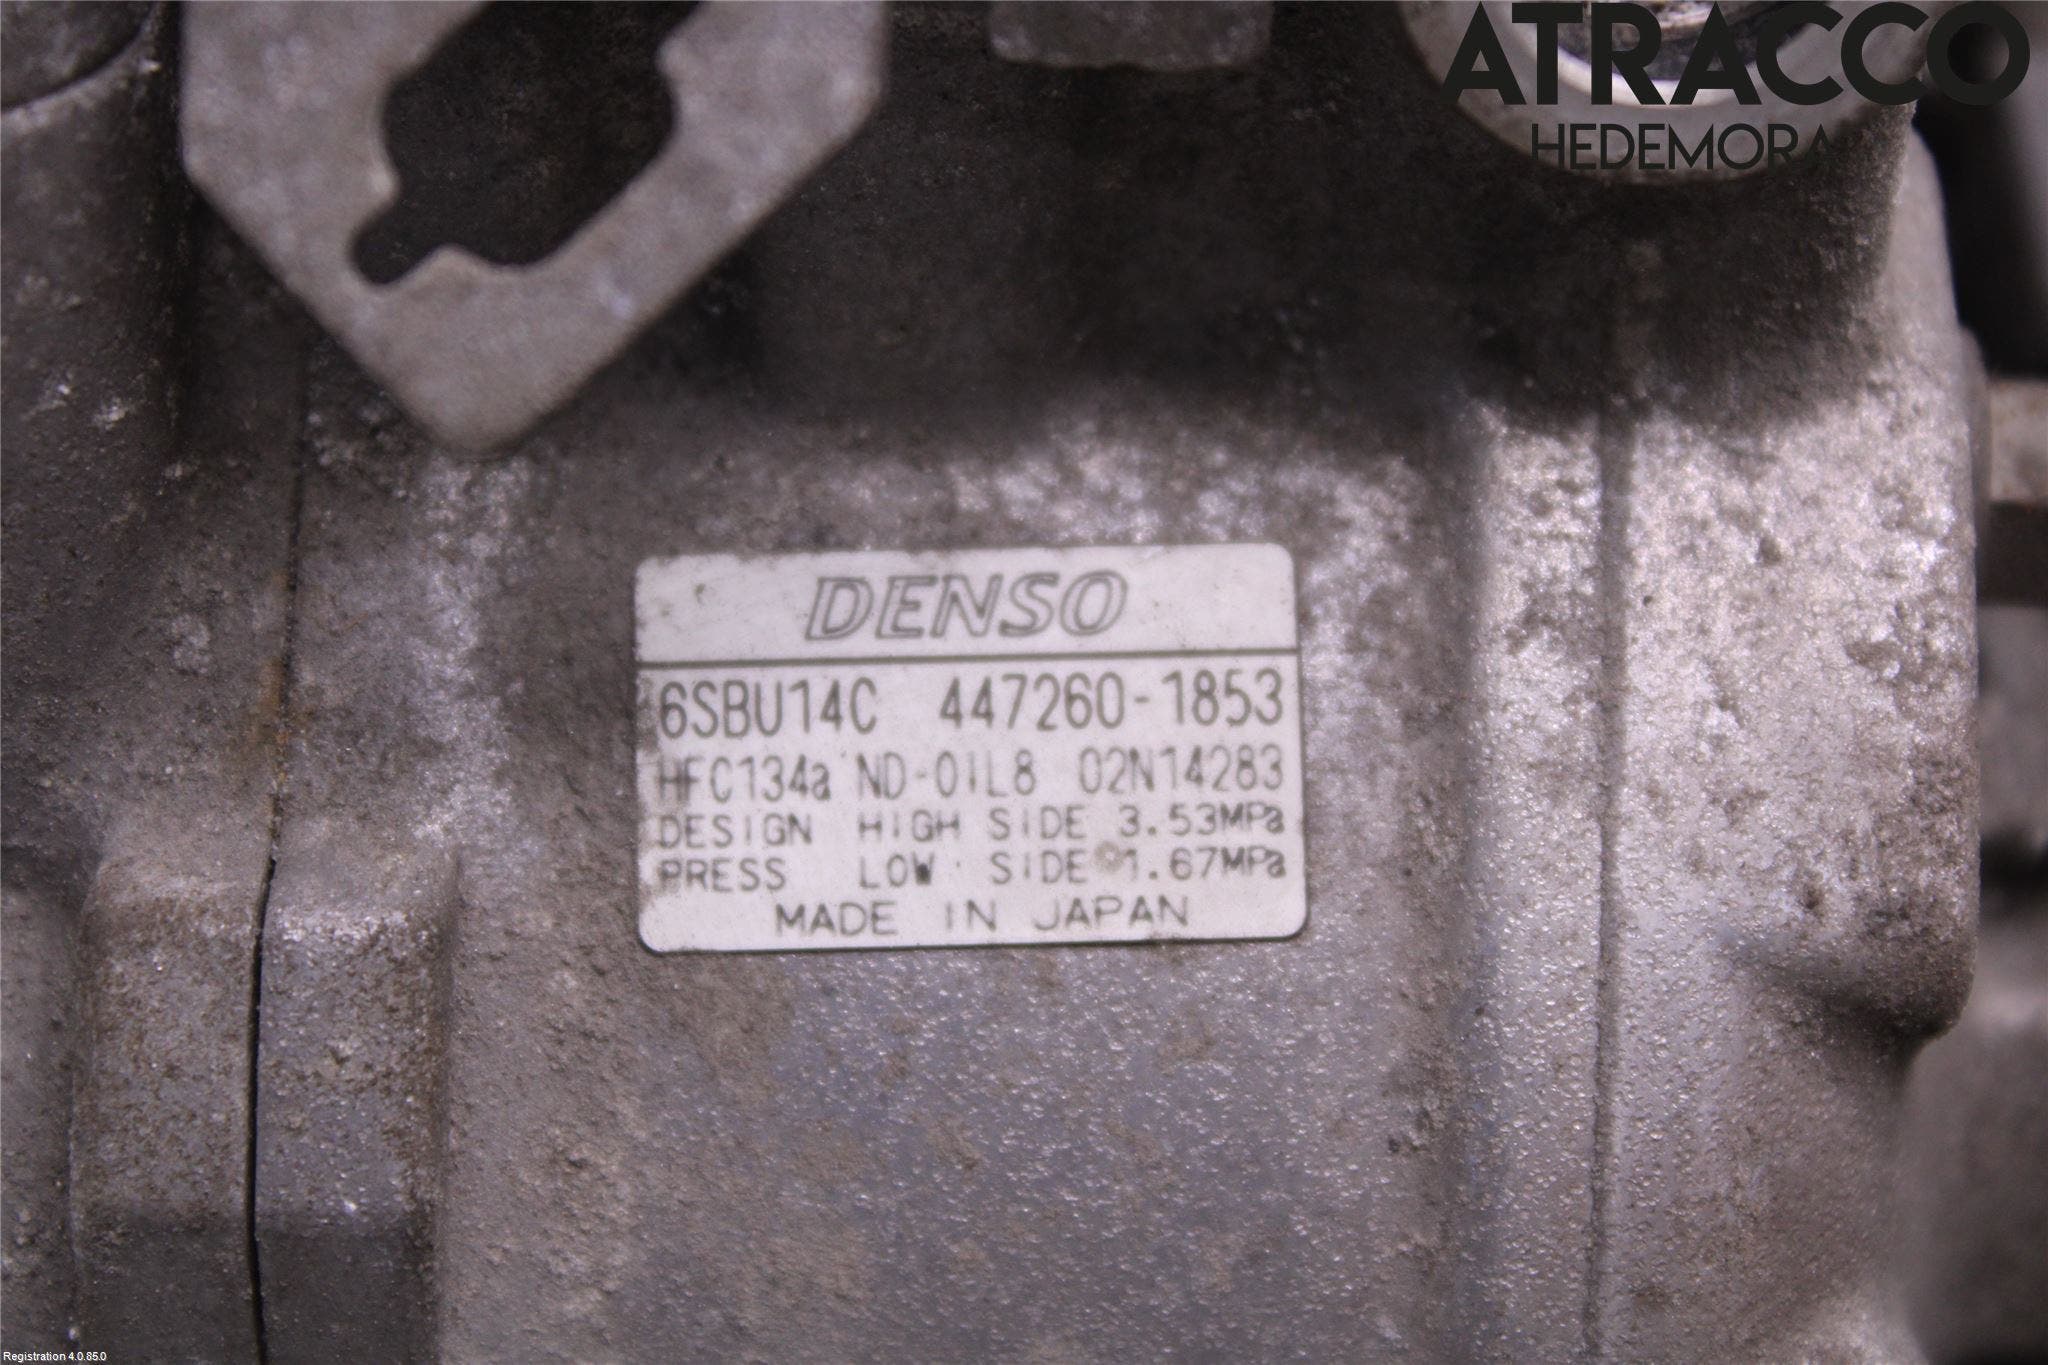 ATRACCO
HEDEMORA
DENSO
6SBU14C 447260-1853
HFC134a ND-OIL8 02N14283
DESIGN HIGH SIDE 3.53MPa
PRESS LOW SIDE 1.67MPa
MADE IN JAPAN
Registration 4.0.85.0